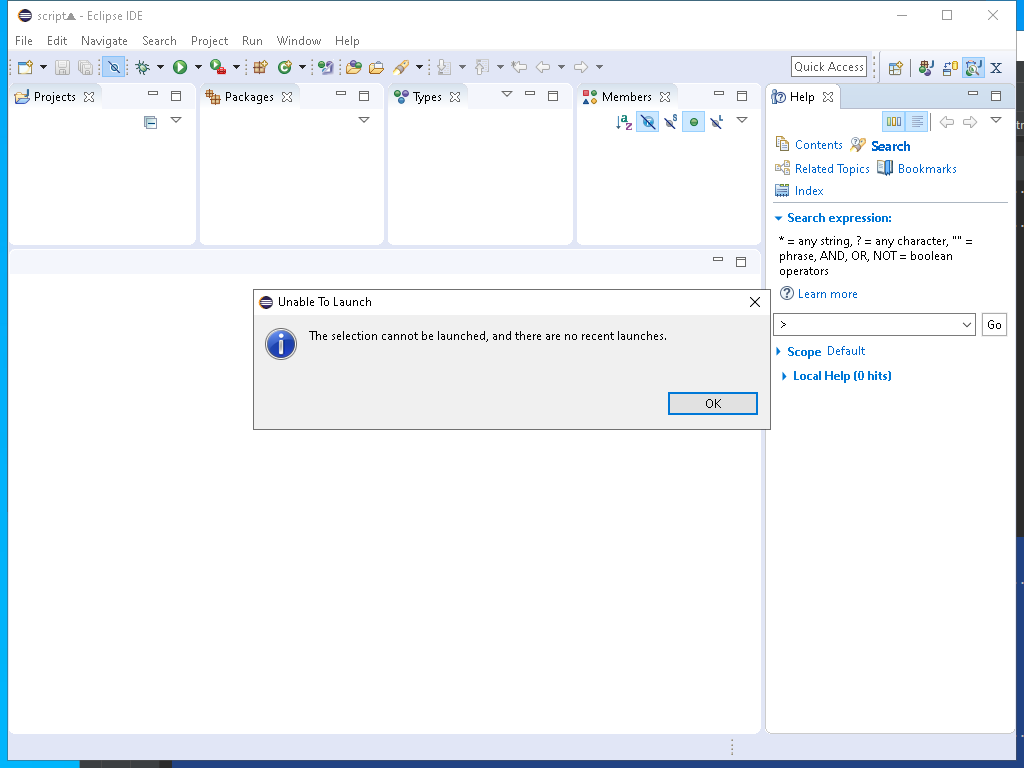 script▲ - Eclipse IDE
File Edit Navigate Search Project Run Window Help
Quick Access
Projects
Packages
Types
Members
Help
Contents Search
Related Topics Bookmarks
Index
Search expression:
* = any string, ? = any character, "" =
phrase, AND, OR, NOT = boolean
operators
Learn more
>
Go
Scope Default
Local Help (0 hits)
Unable To Launch
The selection cannot be launched, and there are no recent launches.
OK